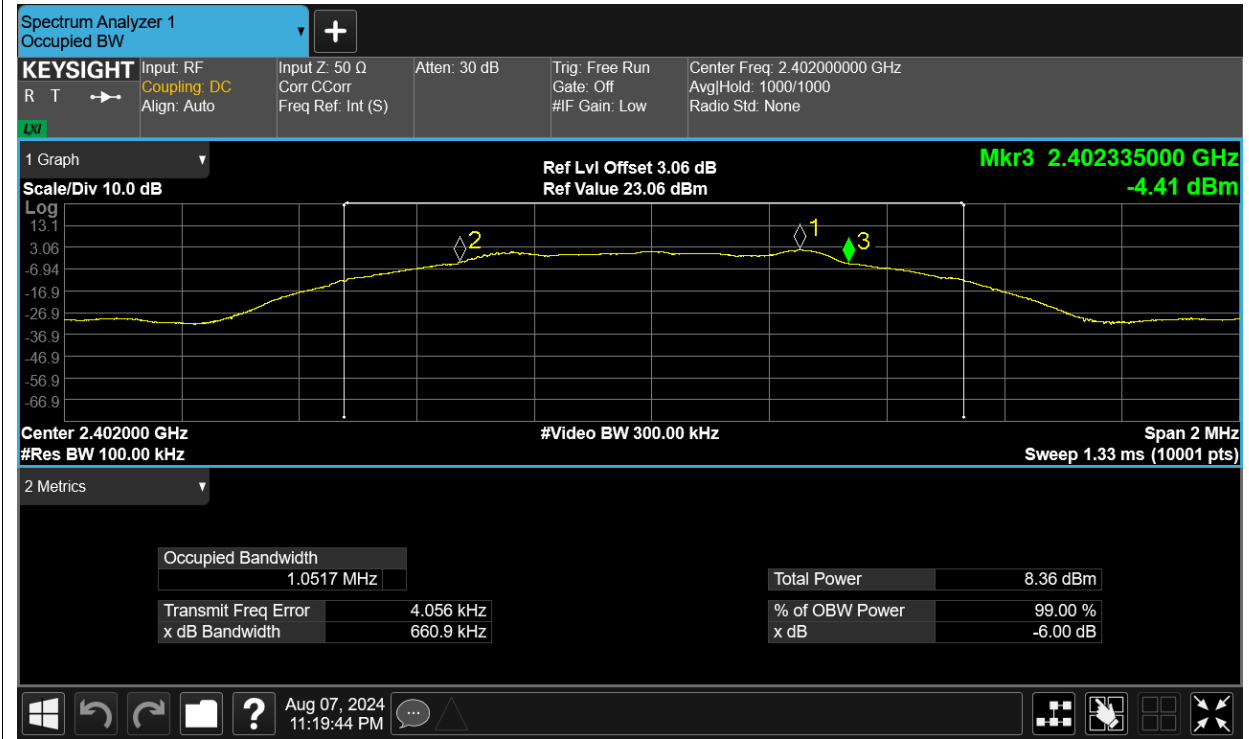 Spectrum Analyzer 1
Occupied BW
KEYSIGHT
R T
LXI
Input: RF
Coupling: DC
Align: Auto
Input Z: 50 Ω
Corr CCorr
Freq Ref: Int (S)
Atten: 30 dB
Trig: Free Run
Gate: Off
#IF Gain: Low
Center Freq: 2.402000000 GHz
Avg|Hold: 1000/1000
Radio Std: None
1 Graph
Scale/Div 10.0 dB
Ref Lvl Offset 3.06 dB
Ref Value 23.06 dBm
Mkr3 2.402335000 GHz
-4.41 dBm
Log
13.1
3.06
-6.94
-16.9
-26.9
-36.9
-46.9
-56.9
-66.9
2
1
3
Center 2.402000 GHz
#Res BW 100.00 kHz
#Video BW 300.00 kHz
Span 2 MHz
Sweep 1.33 ms (10001 pts)
2 Metrics
Occupied Bandwidth
1.0517 MHz
Transmit Freq Error 4.056 kHz
x dB Bandwidth 660.9 kHz
Total Power 8.36 dBm
% of OBW Power 99.00 %
x dB -6.00 dB
?
Aug 07, 2024
11:19:44 PM